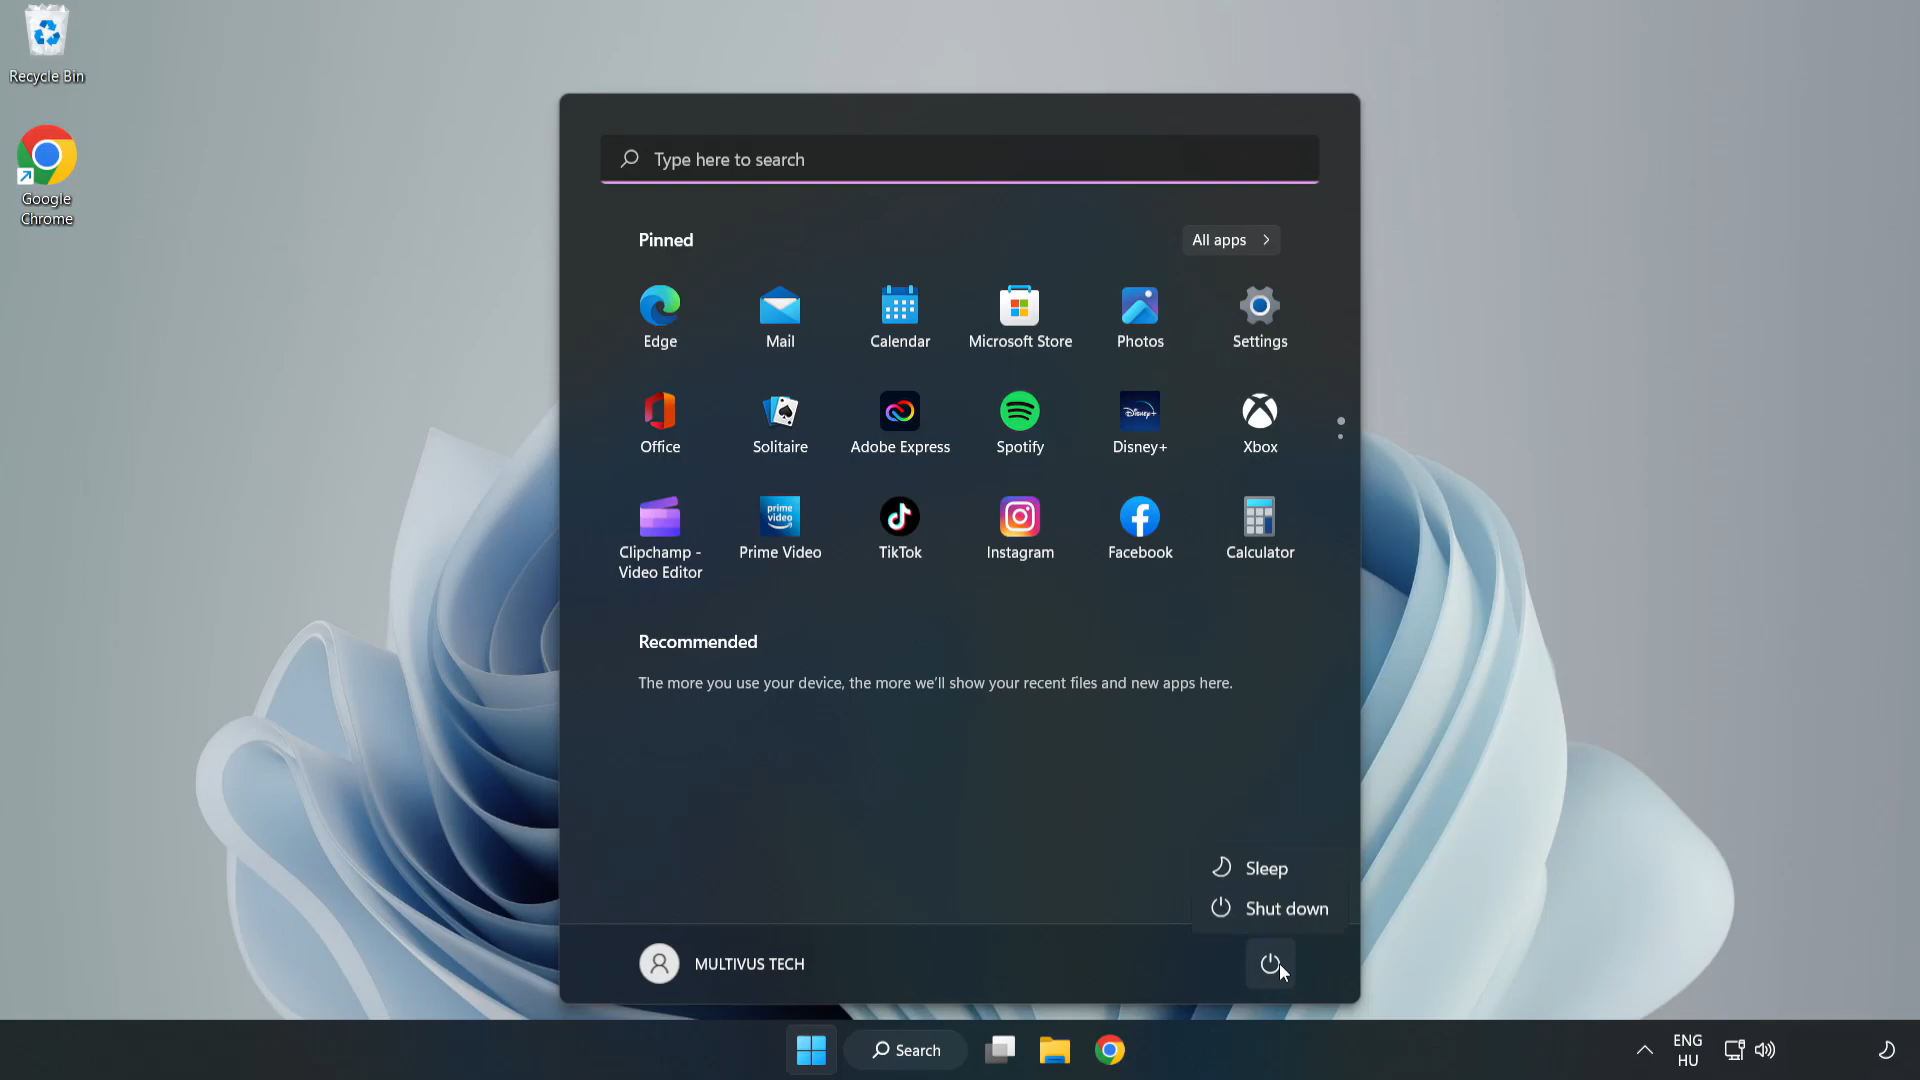 Recycle Bin
Google
Chrome
Type here to search
Pinned
All apps
Edge
Mail
Calendar
Microsoft Store
Photos
Settings
Office
Solitaire
Adobe Express
Disney+
Spotify
Disney+
Xbox
prime
video
Clipchamp -
Video Editor
Prime Video
TikTok
Instagram
Facebook
Calculator
Recommended
The more you use your device, the more we'll show your recent files and new apps here.
Sleep
Shut down
MULTIVUS TECH
Search
ENG
HU